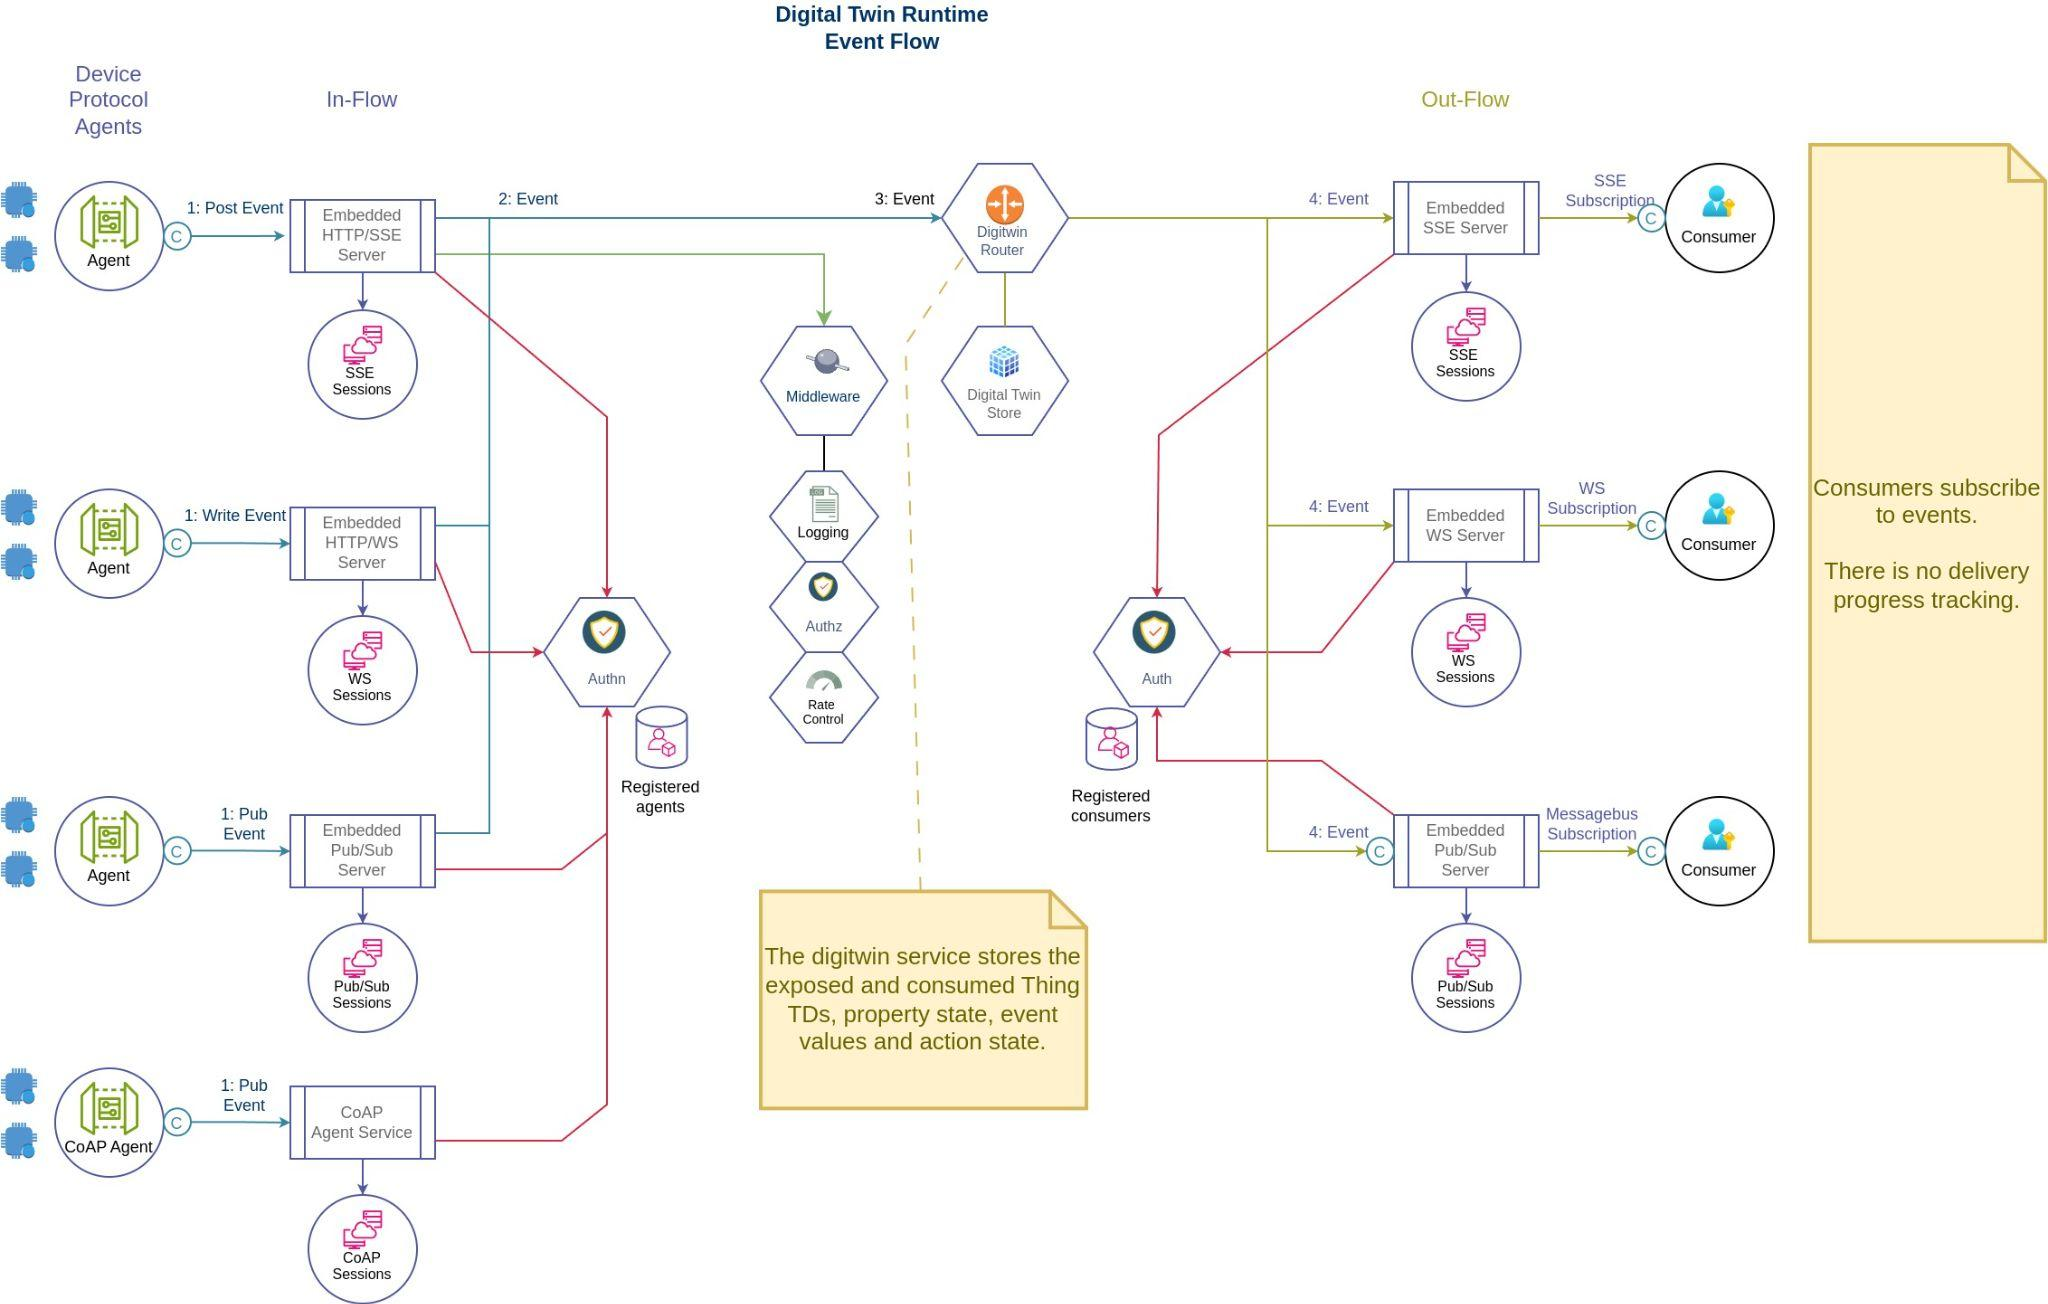 Digital Twin Runtime
Event Flow
Device
Protocol
Agents
In-Flow
Out-Flow
1: Post Event
Agent
C
Embedded
HTTP/SSE
Server
SSE
Sessions
2: Event
3: Event
Digitwin
Router
4: Event
Embedded
SSE Server
SSE
Subscription
C
Consumer
SSE
Sessions
Middleware
Digital Twin
Store
1: Write Event
Agent
C
Embedded
HTTP/WS
Server
WS
Sessions
LOG
Logging
Authz
Rate
Control
Authn
Registered
agents
Auth
Registered
consumers
4: Event
Embedded
WS Server
WS
Subscription
C
Consumer
WS
Sessions
Consumers subscribe
to events.
There is no delivery
progress tracking.
1: Pub
Event
Agent
C
Embedded
Pub/Sub
Server
Pub/Sub
Sessions
4: Event
C
Embedded
Pub/Sub
Server
Messagebus
Subscription
C
Consumer
Pub/Sub
Sessions
The digitwin service stores the
exposed and consumed Thing
TDs, property state, event
values and action state.
1: Pub
Event
CoAP Agent
C
CoAP
Agent Service
CoAP
Sessions